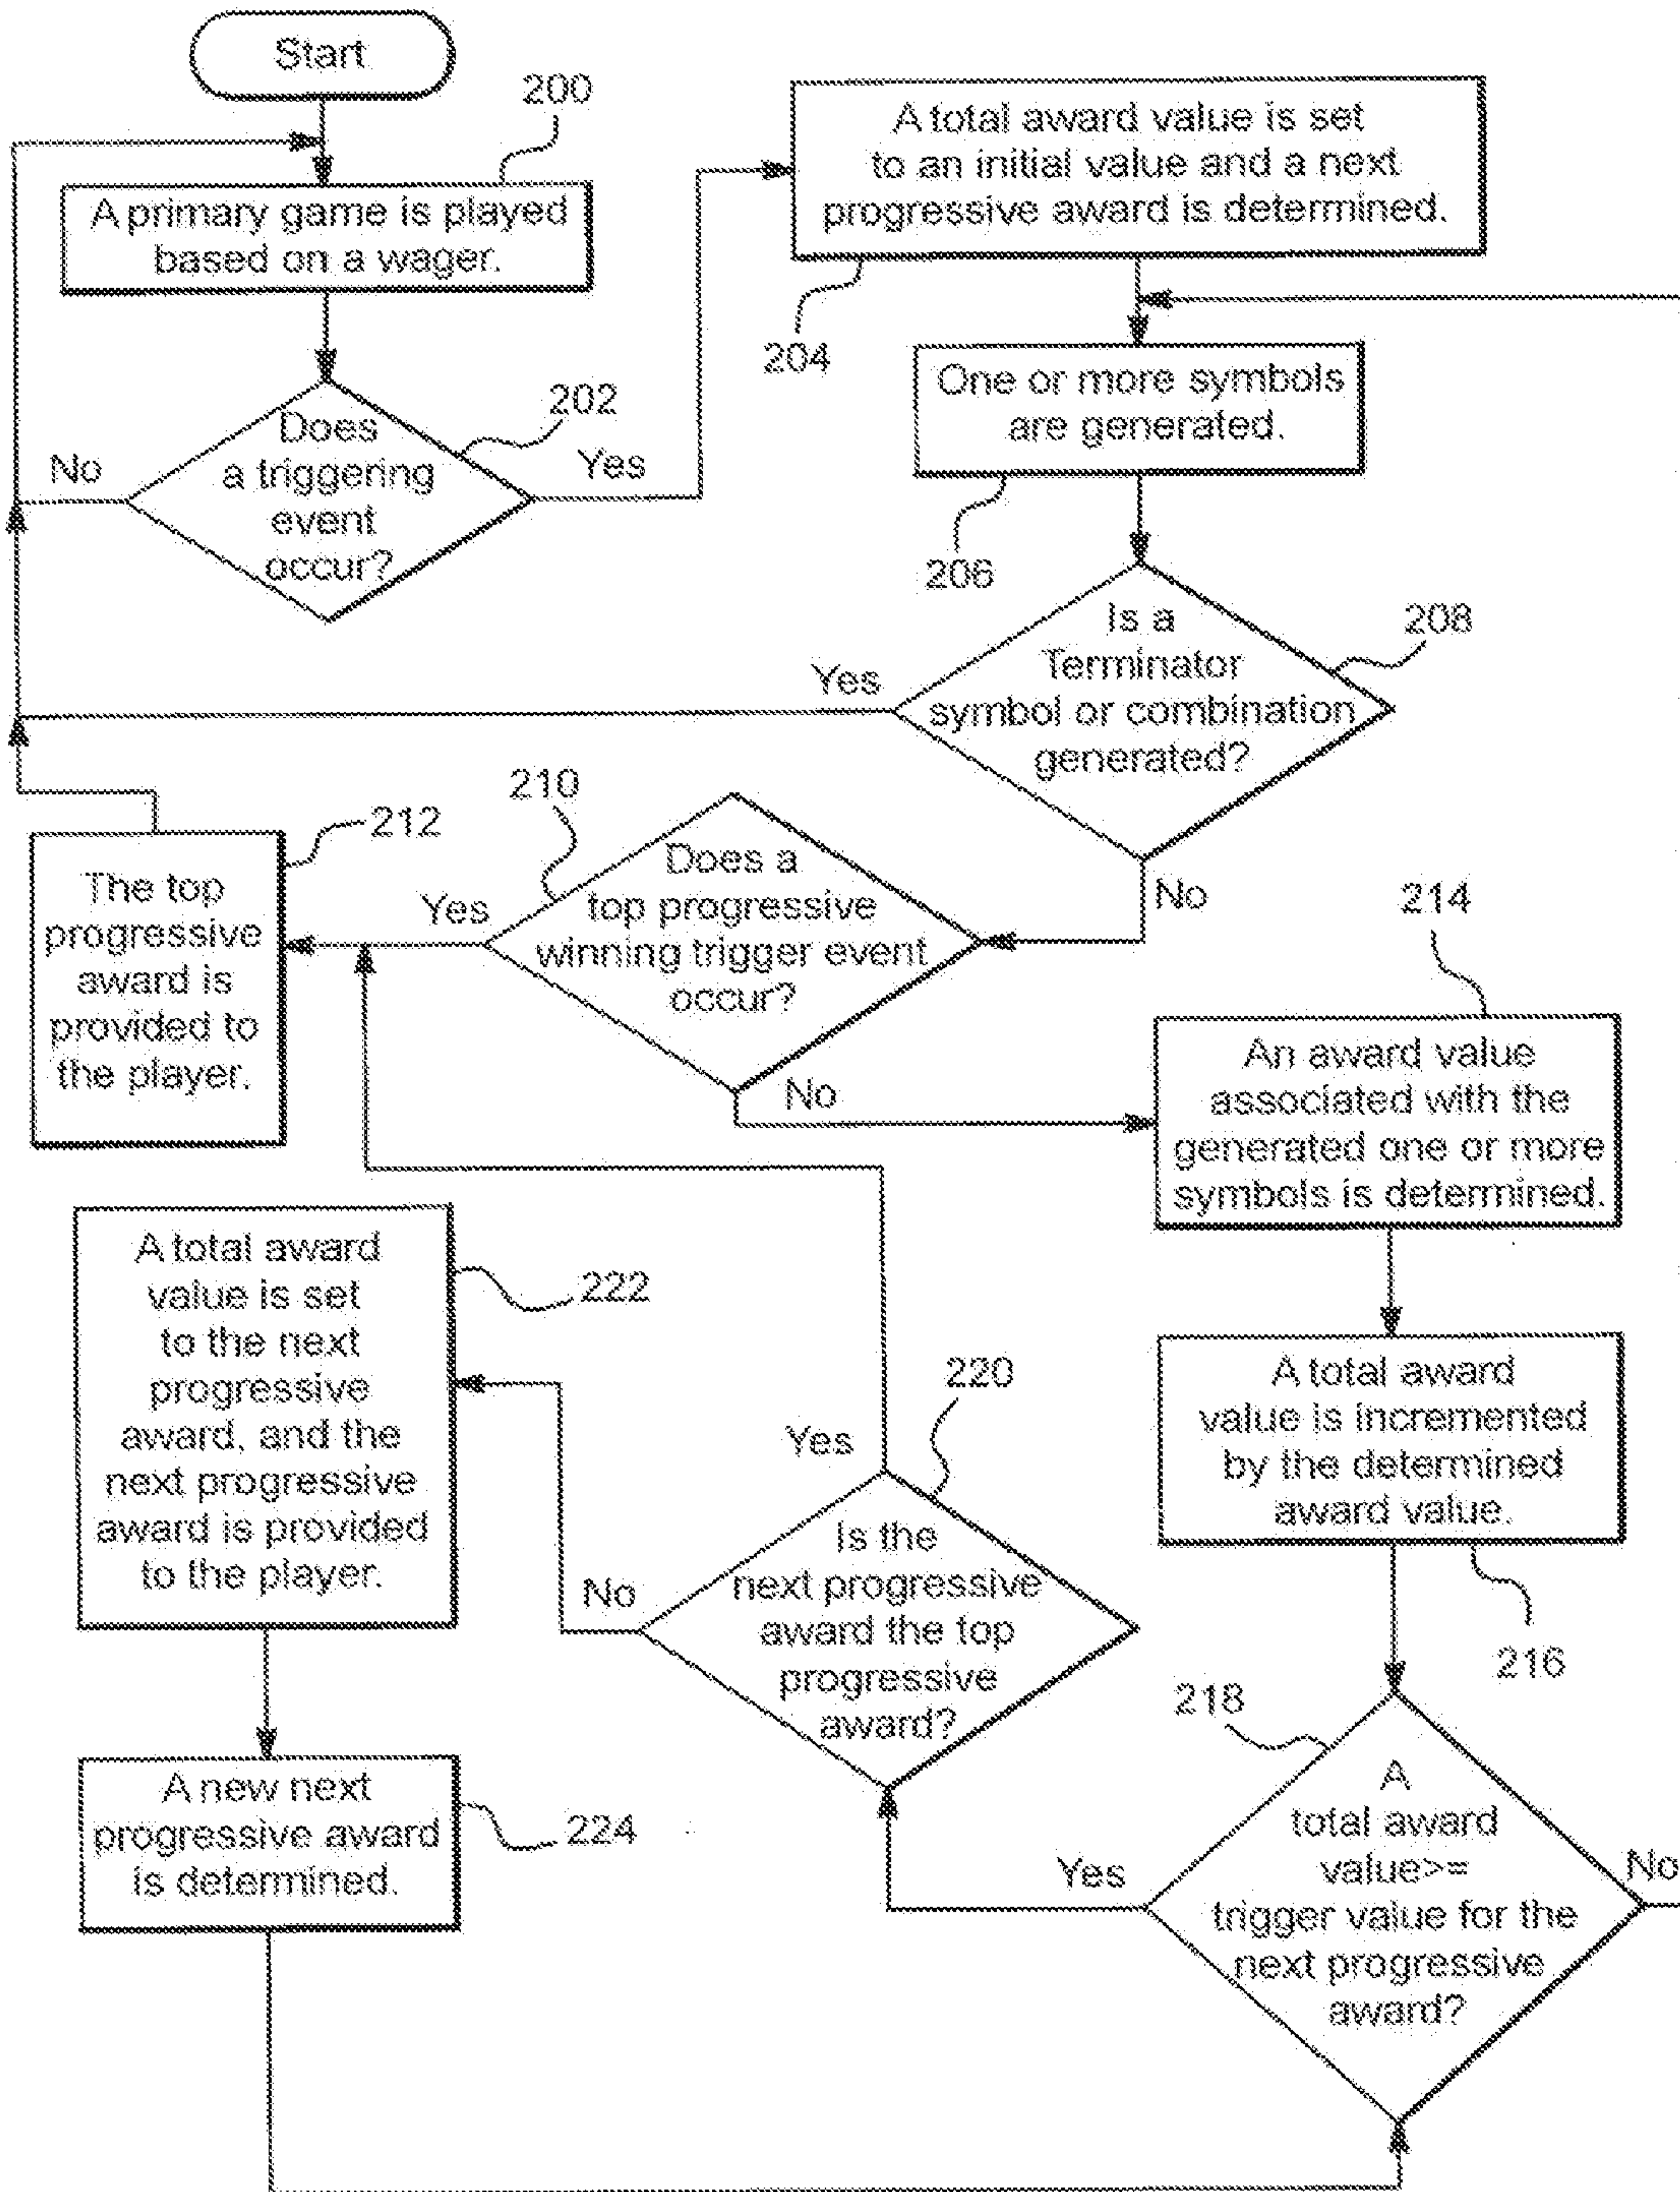 Start
200
A primary game is played
based on a wager.
202
Does
a triggering
event
occur?
No
Yes
A total award value is set
to an initial value and a next
progressive award is determined.
204
One or more symbols
are generated.
206
Is a
Terminator
symbol or combination
generated?
208
Yes
No
210
Does a
top progressive
winning trigger event
occur?
Yes
No
212
The top
progressive
award is
provided to
the player.
214
An award value
associated with the
generated one or more
symbols is determined.
A total award
value is incremented
by the determined
award value.
216
218
A
total award
value>=
trigger value for the
next progressive
award?
Yes
No
220
Is the
next progressive
award the top
progressive
award?
Yes
No
A total award
value is set
to the next
progressive
award, and the
next progressive
award is provided
to the player.
222
A new next
progressive award
is determined.
224